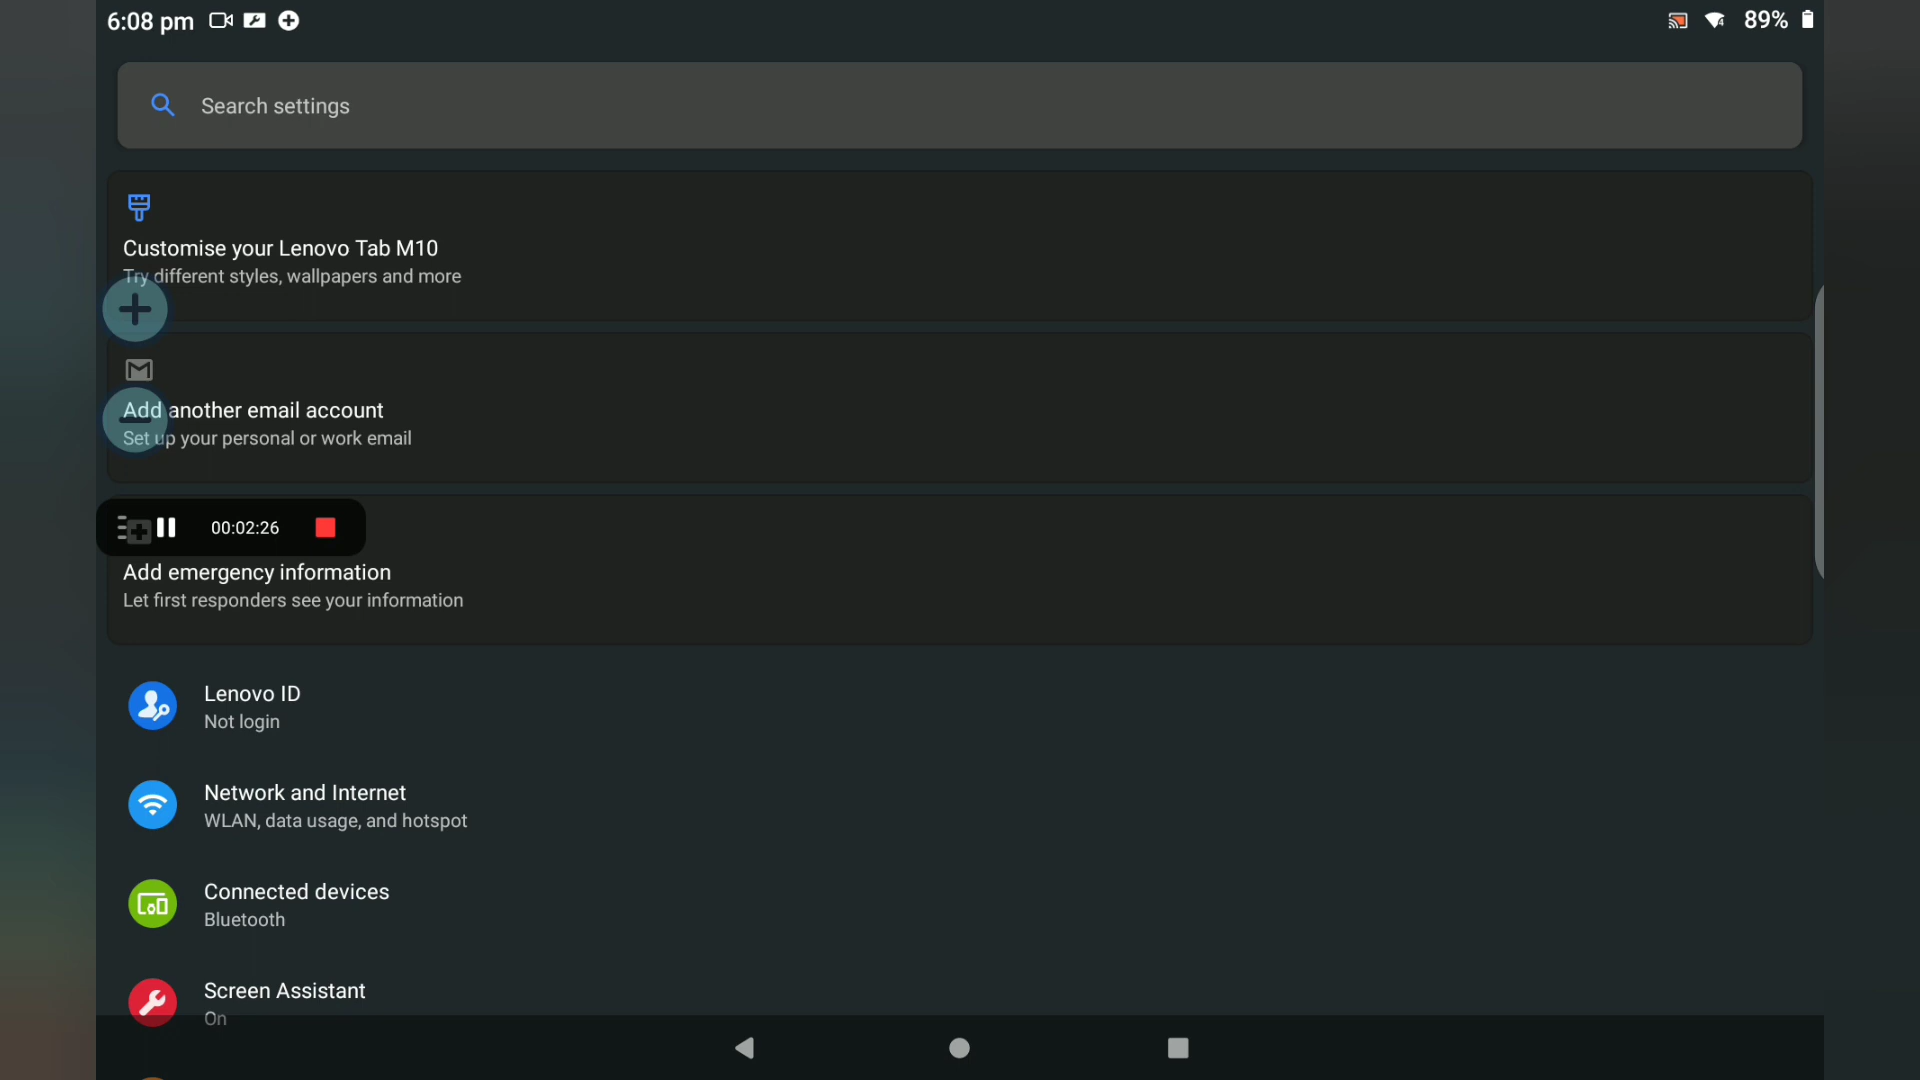 6:08 pm
89%
Search settings
Customise your Lenovo Tab M10
Try different styles, wallpapers and more
Add another email account
Set up your personal or work email
00:02:26
Add emergency information
Let first responders see your information
Lenovo ID
Not login
Network and Internet
WLAN, data usage, and hotspot
Connected devices
Bluetooth
Screen Assistant
On